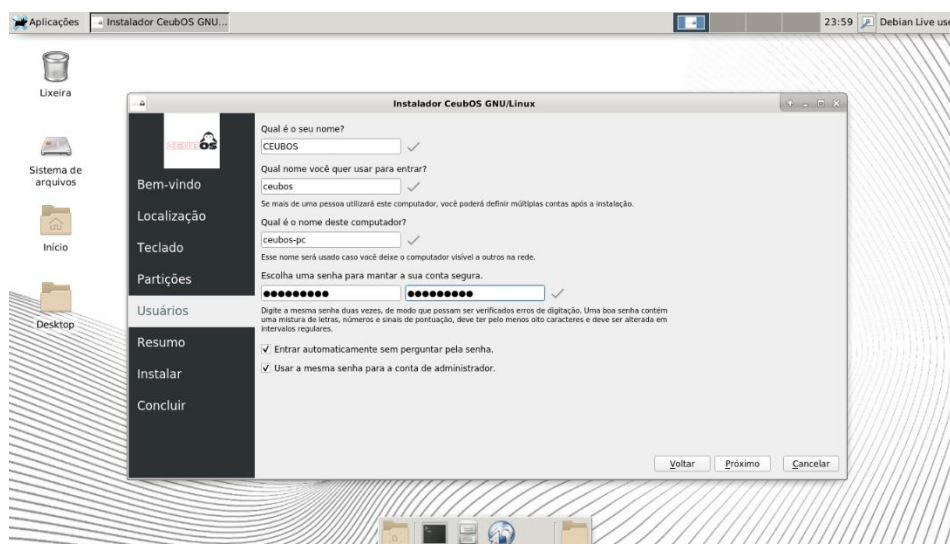 Aplicações
Instalador CeubOS GNU...
23:59
Debian Live use
Lixeira
Sistema de
arquivos
Início
Desktop
Instalador CeubOS GNU/Linux
CEUBOS
Bem-vindo
Localização
Teclado
Partições
Usuários
Resumo
Instalar
Concluir
Qual é o seu nome?
CEUBOS
Qual nome você quer usar para entrar?
ceubos
Se mais de uma pessoa utilizará este computador, você poderá definir múltiplas contas após a instalação.
Qual é o nome deste computador?
ceubos-pc
Esse nome será usado caso você deixe o computador visível a outros na rede.
Escolha uma senha para mantar a sua conta segura.
●●●●●●●●● ●●●●●●●●●
Digite a mesma senha duas vezes, de modo que possam ser verificados erros de digitação. Uma boa senha contém
uma mistura de letras, números e sinais de pontuação, deve ter pelo menos oito caracteres e deve ser alterada em
intervalos regulares.
Entrar automaticamente sem perguntar pela senha.
Usar a mesma senha para a conta de administrador.
Voltar
Próximo
Cancelar